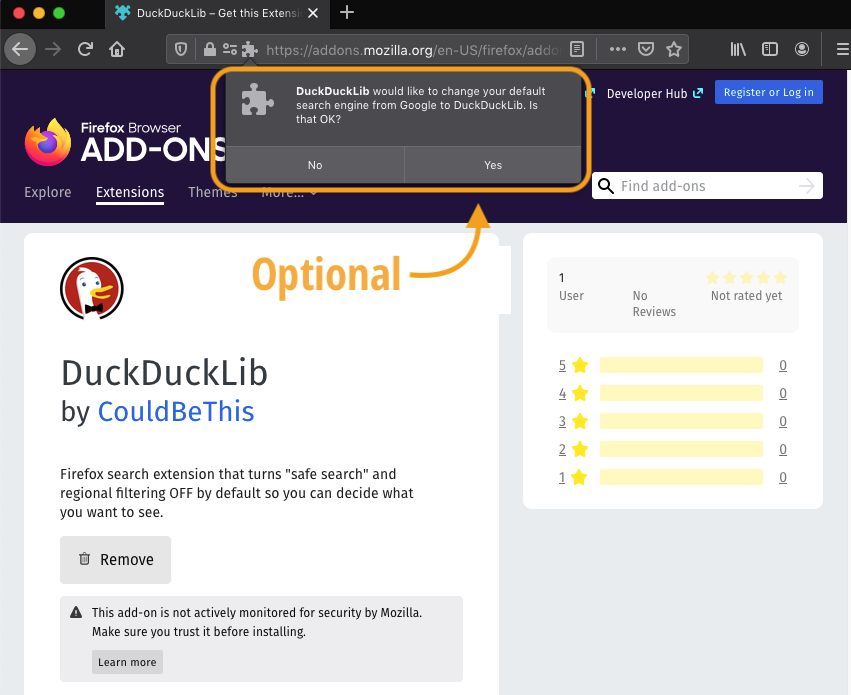 DuckDuckLib – Get this Extensi
https://addons.mozilla.org/en-US/firefox/addo
DuckDuckLib would like to change your default
search engine from Google to DuckDuckLib. Is
that OK?
No
Yes
Developer Hub
Register or Log in
Firefox Browser
ADD-ONS
Explore
Extensions
Themes
More...
Find add-ons
Optional
DuckDuckLib
by CouldBeThis
Firefox search extension that turns "safe search" and
regional filtering OFF by default so you can decide what
you want to see.
Remove
This add-on is not actively monitored for security by Mozilla.
Make sure you trust it before installing.
Learn more
1
User
No
Reviews
Not rated yet
5 0
4 0
3 0
2 0
1 0